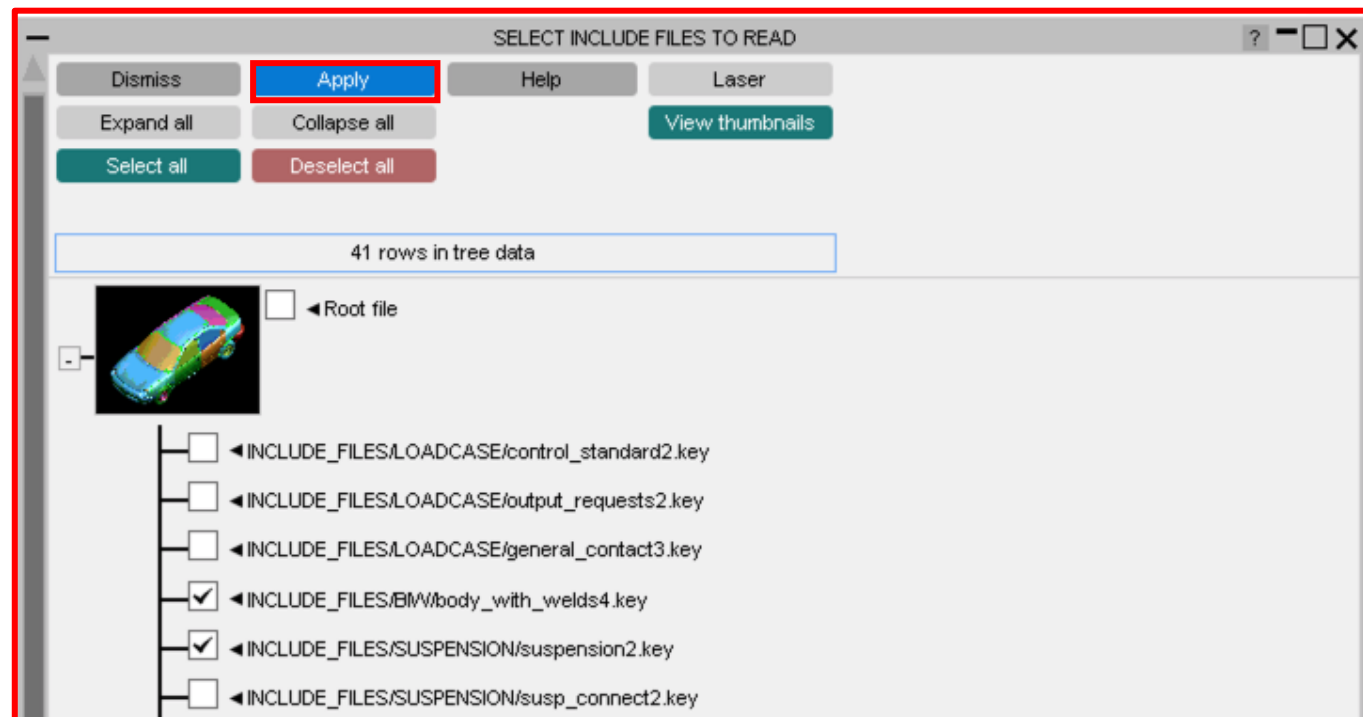 SELECT INCLUDE FILES TO READ ?
Dismiss Apply Help Laser
Expand all Collapse all View thumbnails
Select all Deselect all
41 rows in tree data
Root file
INCLUDE_FILES/LOADCASE/control_standard2.key
INCLUDE_FILES/LOADCASE/output_requests2.key
INCLUDE_FILES/LOADCASE/general_contact3.key
INCLUDE_FILES/BIW/body_with_welds4.key
INCLUDE_FILES/SUSPENSION/suspension2.key
INCLUDE_FILES/SUSPENSION/susp_connect2.key